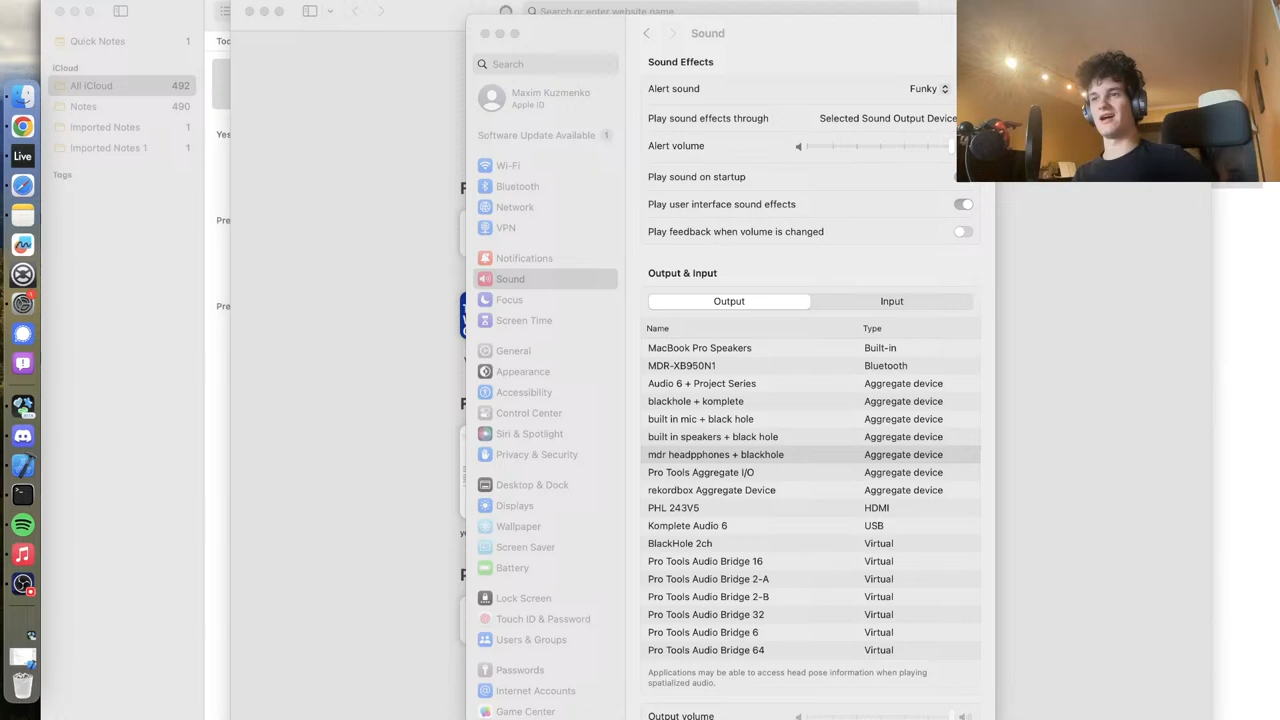 Quick Notes 1
iCloud
All iCloud 492
Notes 490
Imported Notes 1
Imported Notes 1 1
Tags
Search or enter website name
Search
Maxim Kuzmenko
Apple ID
Software Update Available 1
Wi-Fi
Bluetooth
Network
VPN
Notifications
Sound
Focus
Screen Time
General
Appearance
Accessibility
Control Center
Siri & Spotlight
Privacy & Security
Desktop & Dock
Displays
Wallpaper
Screen Saver
Battery
Lock Screen
Touch ID & Password
Users & Groups
Passwords
Internet Accounts
Game Center
Sound
Sound Effects
Alert sound Funky
Play sound effects through Selected Sound Output Device
Alert volume
Play sound on startup
Play user interface sound effects
Play feedback when volume is changed
Output & Input
Output Input
Name Type
MacBook Pro Speakers Built-in
MDR-XB950N1 Bluetooth
Audio 6 + Project Series Aggregate device
blackhole + komplete Aggregate device
built in mic + black hole Aggregate device
built in speakers + black hole Aggregate device
mdr headpphones + blackhole Aggregate device
Pro Tools Aggregate I/O Aggregate device
rekordbox Aggregate Device Aggregate device
PHL 243V5 HDMI
Komplete Audio 6 USB
BlackHole 2ch Virtual
Pro Tools Audio Bridge 16 Virtual
Pro Tools Audio Bridge 2-A Virtual
Pro Tools Audio Bridge 2-B Virtual
Pro Tools Audio Bridge 32 Virtual
Pro Tools Audio Bridge 6 Virtual
Pro Tools Audio Bridge 64 Virtual
Applications may be able to access head pose information when playing
spatialized audio.
Output volume
Live